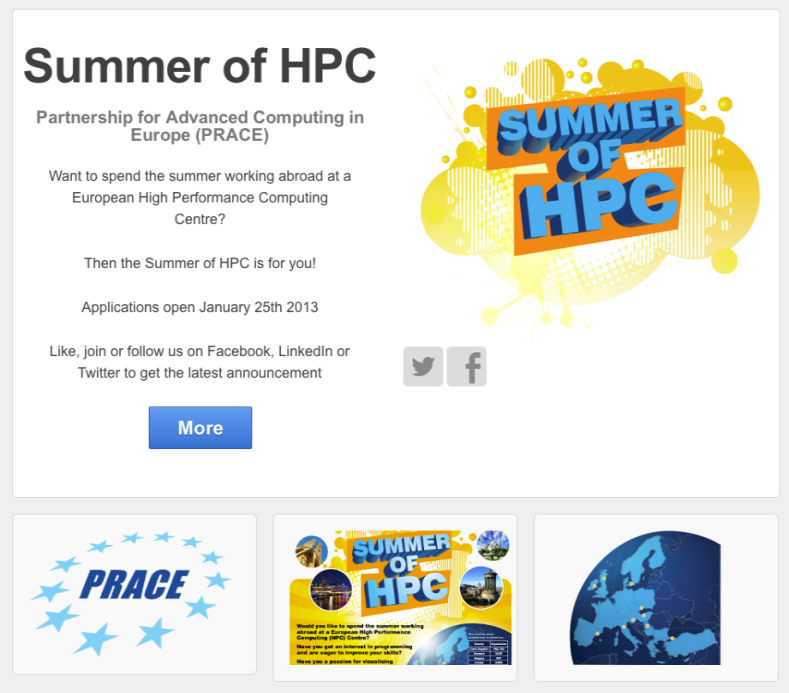 Summer of HPC
Partnership for Advanced Computing in
Europe (PRACE)
Want to spend the summer working abroad at a
European High Performance Computing
Centre?
Then the Summer of HPC is for you!
Applications open January 25th 2013
Like, join or follow us on Facebook, LinkedIn or
Twitter to get the latest announcement
More
SUMMER
OF
HPC
PRACE
SUMMER
OF
HPC
Would you like to spend the summer working
abroad at a European High Performance
Computing (HPC) Centre?
Have you got an interest in programming
and are eager to improve your skills?
Have you a passion for visualising